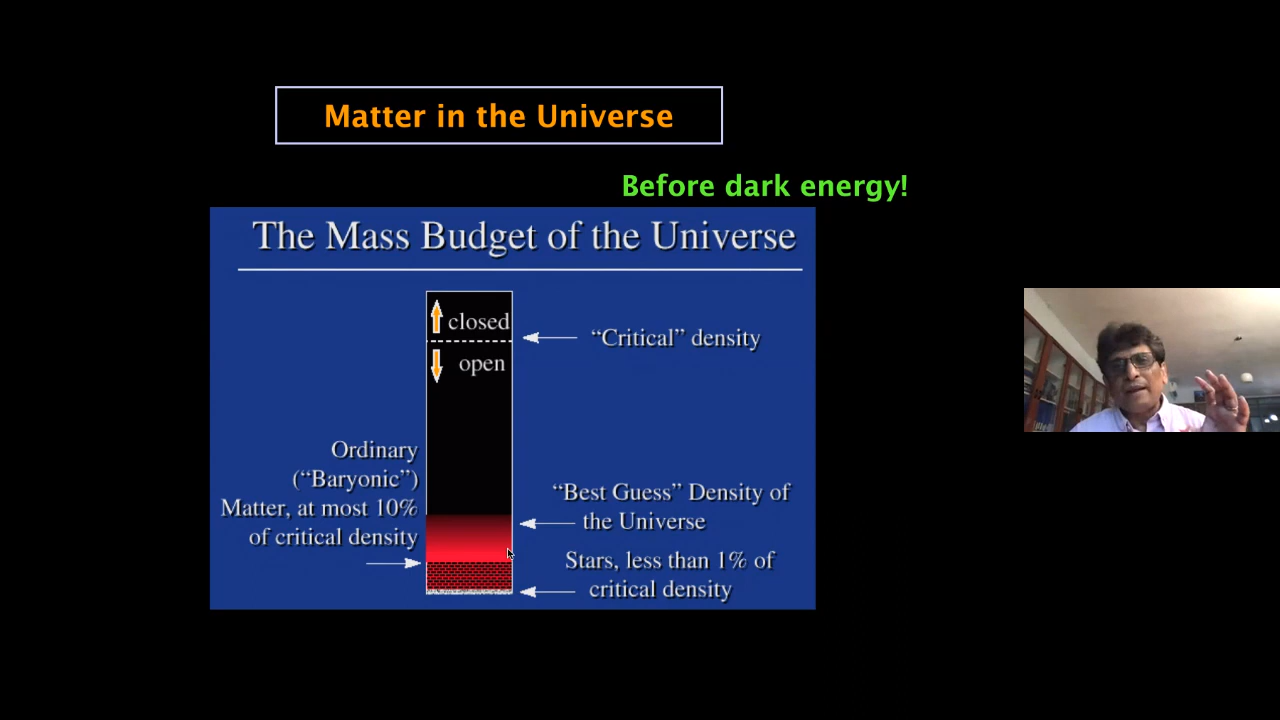 Matter in the Universe
Before dark energy!
The Mass Budget of the Universe
closed
“Critical” density
open
Ordinary
(“Baryonic”)
Matter, at most 10%
of critical density
“Best Guess” Density of
the Universe
Stars, less than 1% of
critical density